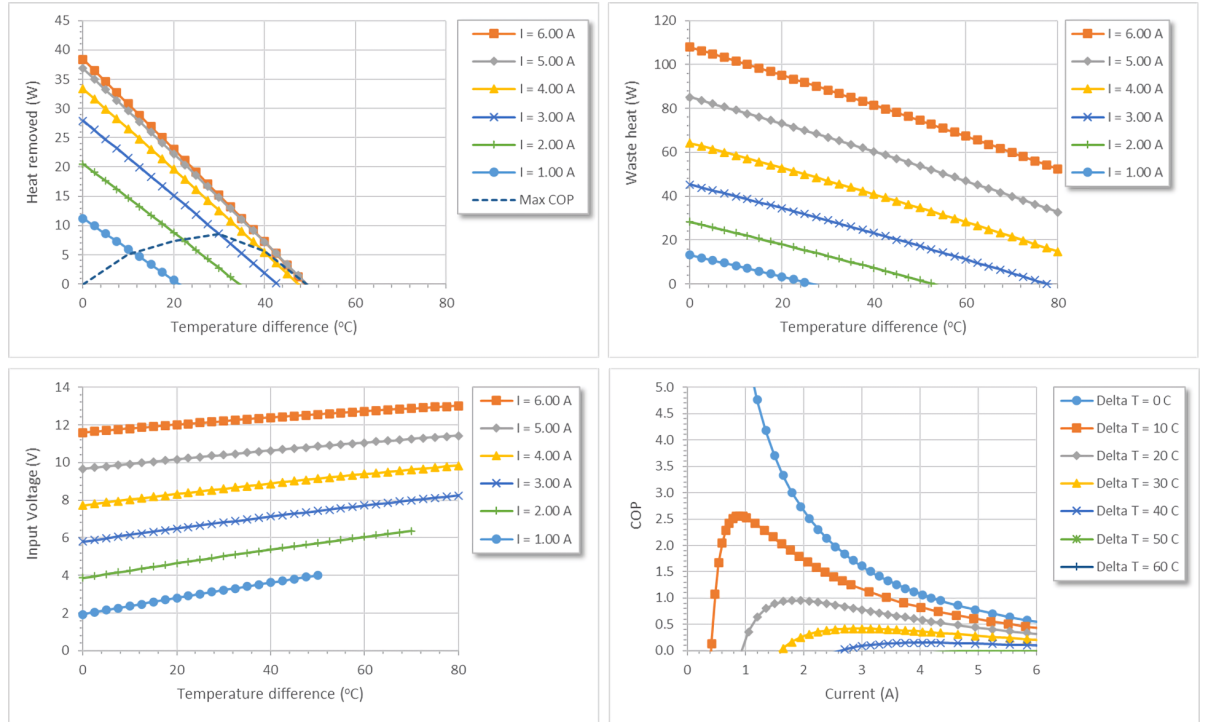 45
40
35
30
25
20
15
10
5
0
Heat removed (W)
0
20
40
60
80
Temperature difference (ºC)
I = 6.00 A
I = 5.00 A
I = 4.00 A
I = 3.00 A
I = 2.00 A
I = 1.00 A
Max COP
120
100
80
60
40
20
0
Waste heat (W)
0
20
40
60
80
Temperature difference (ºC)
I = 6.00 A
I = 5.00 A
I = 4.00 A
I = 3.00 A
I = 2.00 A
I = 1.00 A
14
12
10
8
6
4
2
0
Input Voltage (V)
0
20
40
60
80
Temperature difference (ºC)
I = 6.00 A
I = 5.00 A
I = 4.00 A
I = 3.00 A
I = 2.00 A
I = 1.00 A
5.0
4.5
4.0
3.5
3.0
2.5
2.0
1.5
1.0
0.5
0.0
COP
0
1
2
3
4
5
6
Current (A)
Delta T = 0 C
Delta T = 10 C
Delta T = 20 C
Delta T = 30 C
Delta T = 40 C
Delta T = 50 C
Delta T = 60 C